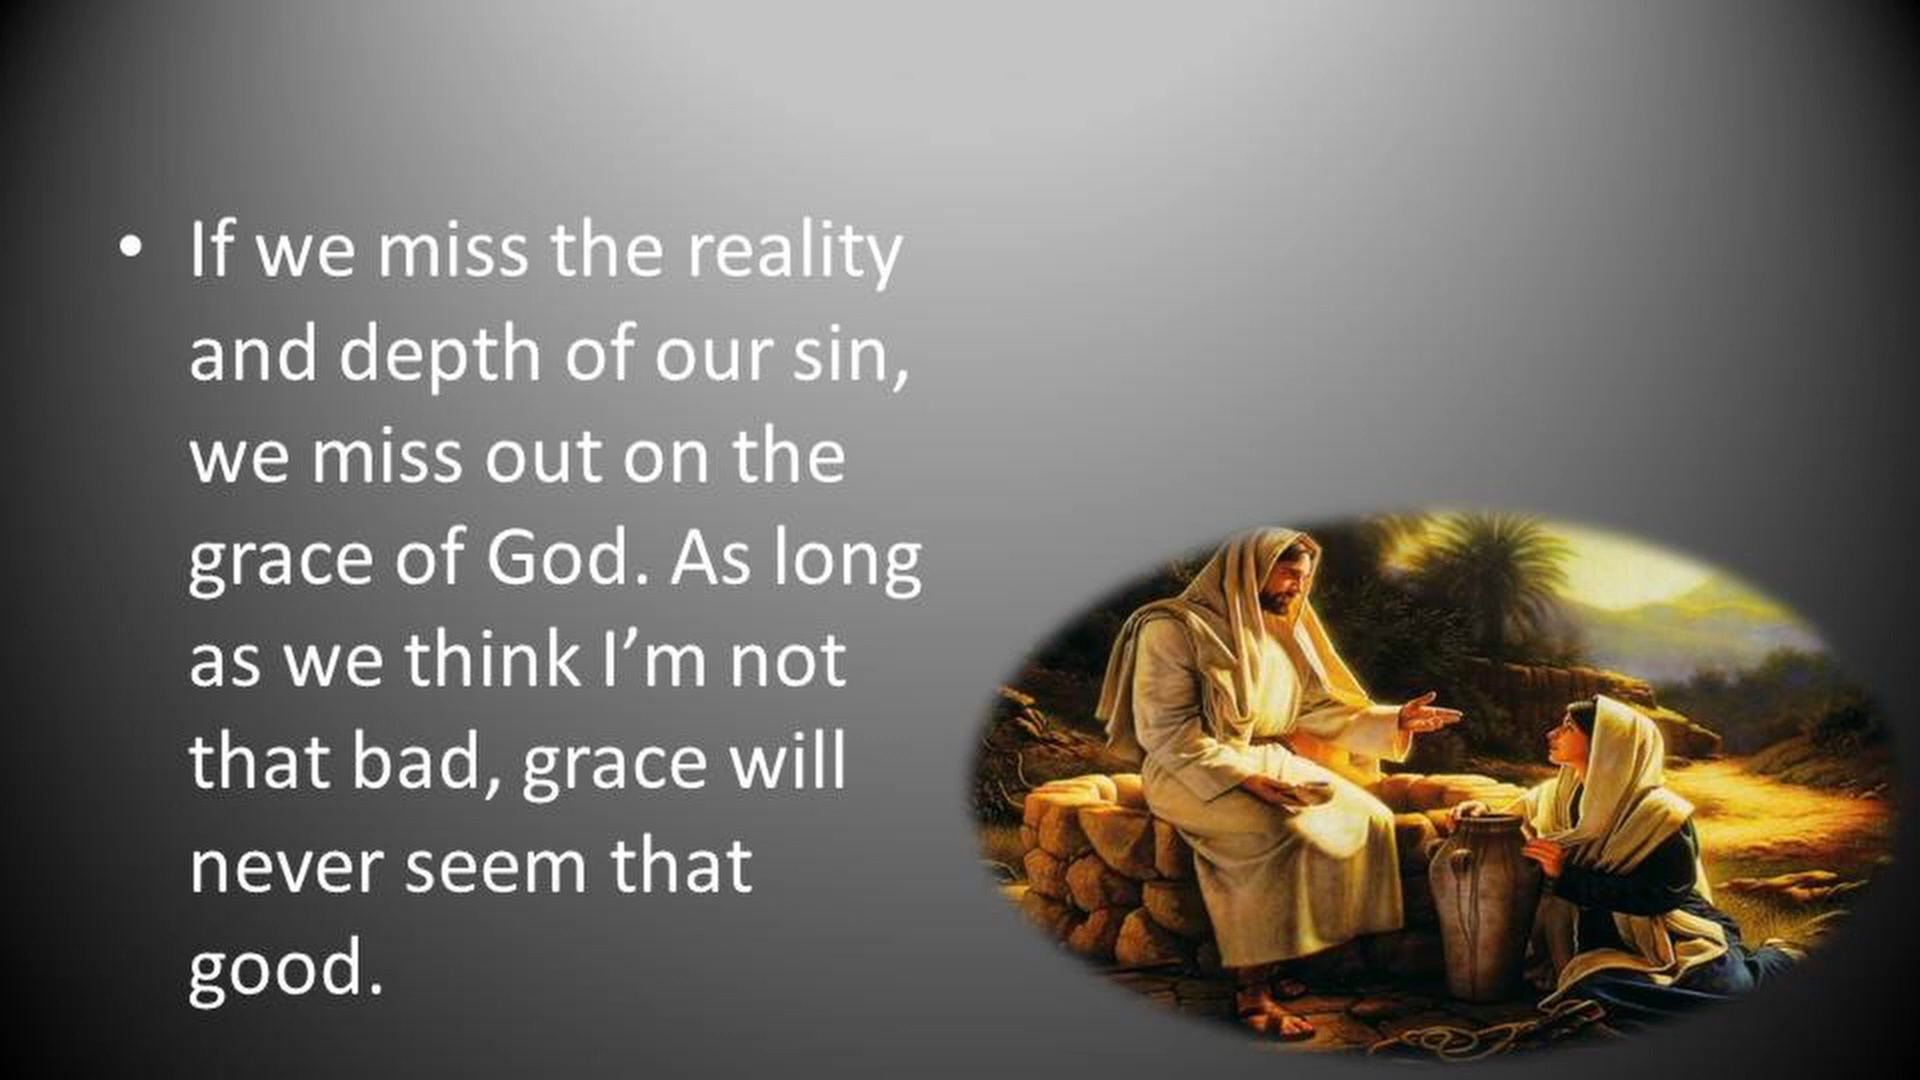 • If we miss the reality
and depth of our sin,
we miss out on the
grace of God. As long
as we think I’m not
that bad, grace will
never seem that
good.